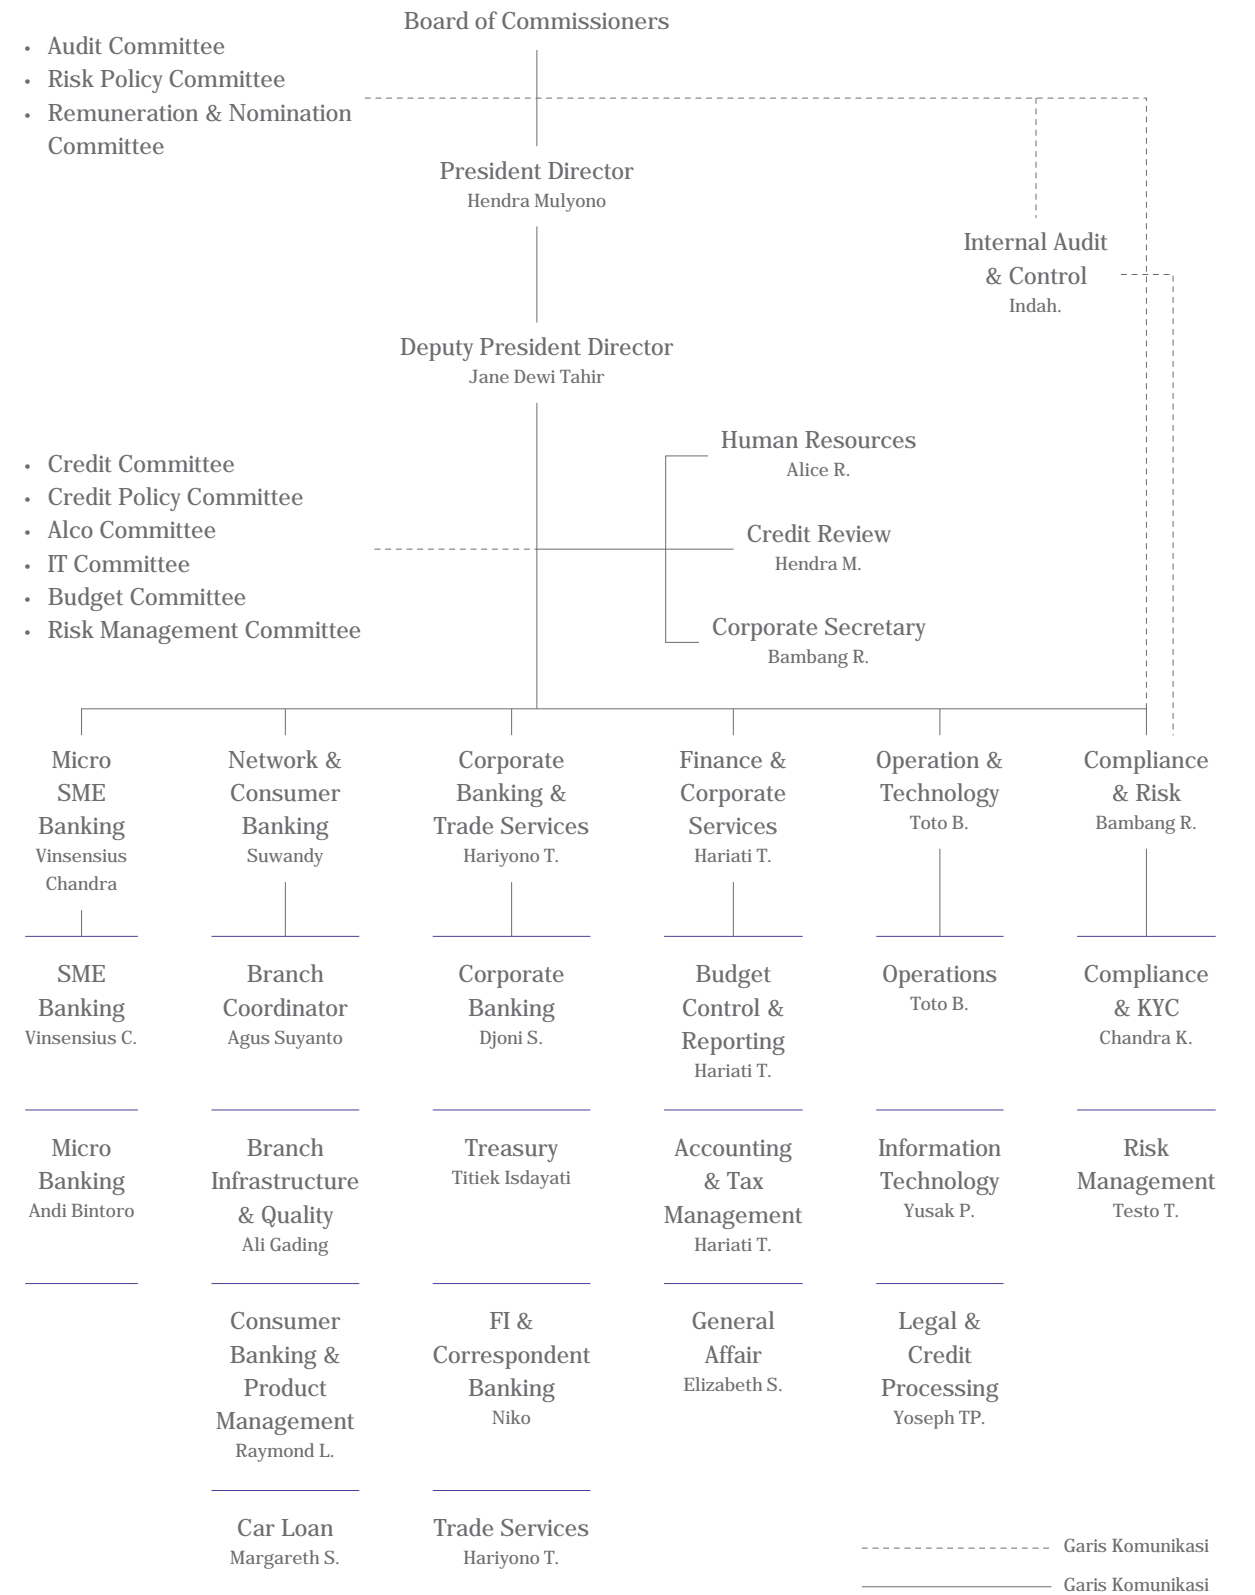 Board of Commissioners
• Audit Committee
• Risk Policy Committee
• Remuneration & Nomination
Committee
President Director
Hendra Mulyono
Internal Audit
& Control
Indah.
Deputy President Director
Jane Dewi Tahir
• Credit Committee
• Credit Policy Committee
• Alco Committee
• IT Committee
• Budget Committee
• Risk Management Committee
Human Resources
Alice R.
Credit Review
Hendra M.
Corporate Secretary
Bambang R.
Micro
SME
Banking
Vinsensius
Chandra
SME
Banking
Vinsensius C.
Micro
Banking
Andi Bintoro
Network &
Consumer
Banking
Suwandy
Branch
Coordinator
Agus Suyanto
Branch
Infrastructure
& Quality
Ali Gading
Consumer
Banking &
Product
Management
Raymond L.
Car Loan
Margareth S.
Corporate
Banking &
Trade Services
Hariyono T.
Corporate
Banking
Djoni S.
Treasury
Titiek Isdayati
FI &
Correspondent
Banking
Niko
Trade Services
Hariyono T.
Finance &
Corporate
Services
Hariati T.
Budget
Control &
Reporting
Hariati T.
Accounting
& Tax
Management
Hariati T.
General
Affair
Elizabeth S.
Operation &
Technology
Toto B.
Operations
Toto B.
Information
Technology
Yusak P.
Legal &
Credit
Processing
Yoseph TP.
Compliance
& Risk
Bambang R.
Compliance
& KYC
Chandra K.
Risk
Management
Testo T.
Garis Komunikasi
Garis Komunikasi